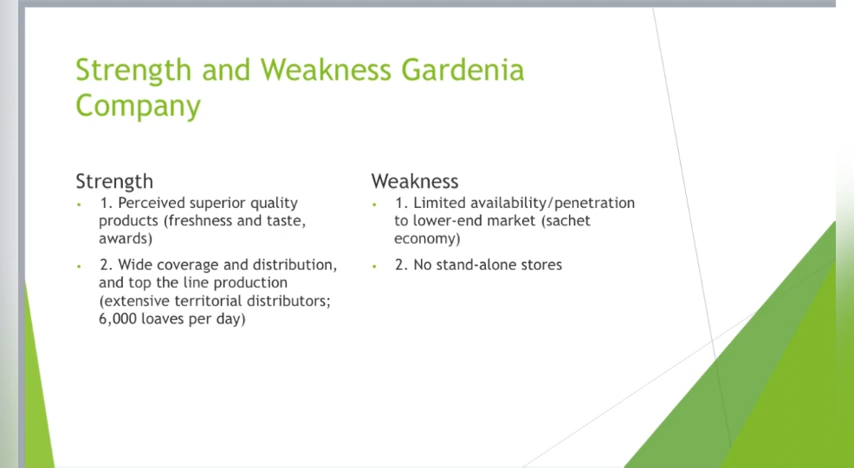 Strength and Weakness Gardenia
Company
Strength
• 1. Perceived superior quality
products (freshness and taste,
awards)
• 2. Wide coverage and distribution,
and top the line production
(extensive territorial distributors;
6,000 loaves per day)
Weakness
• 1. Limited availability/penetration
to lower-end market (sachet
economy)
• 2. No stand-alone stores